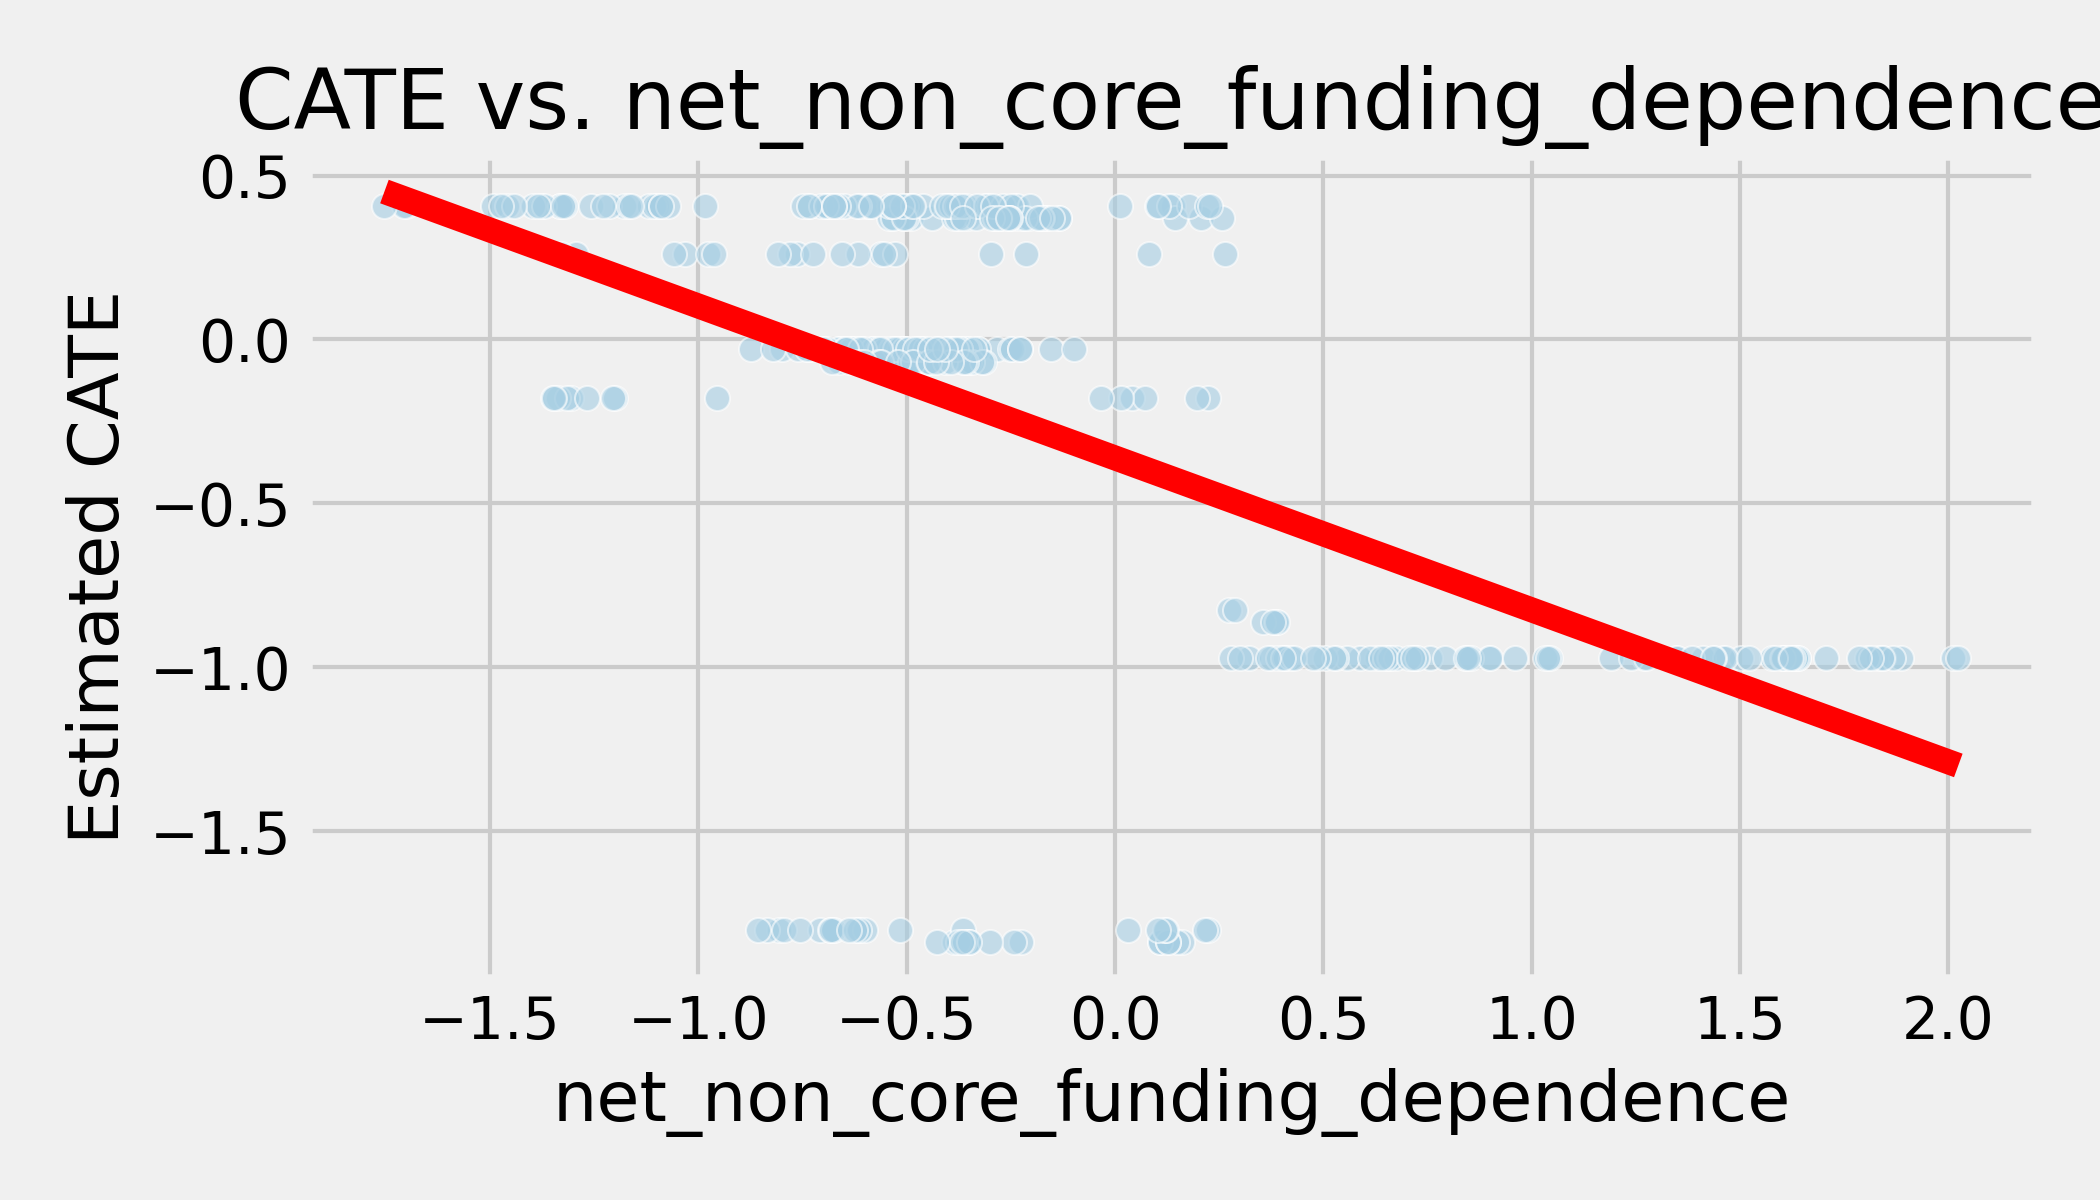 CATE vs. net_non_core_funding_dependence
Estimated CATE
0.5
0.0
−0.5
−1.0
−1.5
−1.5 −1.0 −0.5 0.0 0.5 1.0 1.5 2.0
net_non_core_funding_dependence